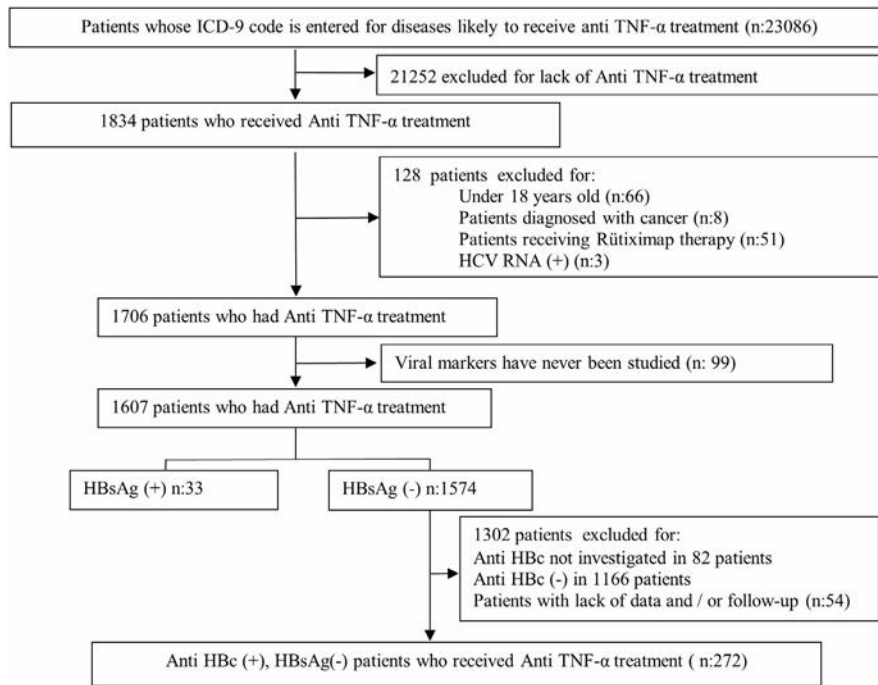 Patients whose ICD-9 code is entered for diseases likely to receive anti TNF-α treatment (n:23086)
21252 excluded for lack of Anti TNF-α treatment
1834 patients who received Anti TNF-α treatment
128 patients excluded for:
Under 18 years old (n:66)
Patients diagnosed with cancer (n:8)
Patients receiving Rütiximap therapy (n:51)
HCV RNA (+) (n:3)
1706 patients who had Anti TNF-α treatment
Viral markers have never been studied (n: 99)
1607 patients who had Anti TNF-α treatment
HBsAg (+) n:33
HBsAg (-) n:1574
1302 patients excluded for:
Anti HBc not investigated in 82 patients
Anti HBc (-) in 1166 patients
Patients with lack of data and / or follow-up (n:54)
Anti HBc (+), HBsAg(-) patients who received Anti TNF-α treatment ( n:272)